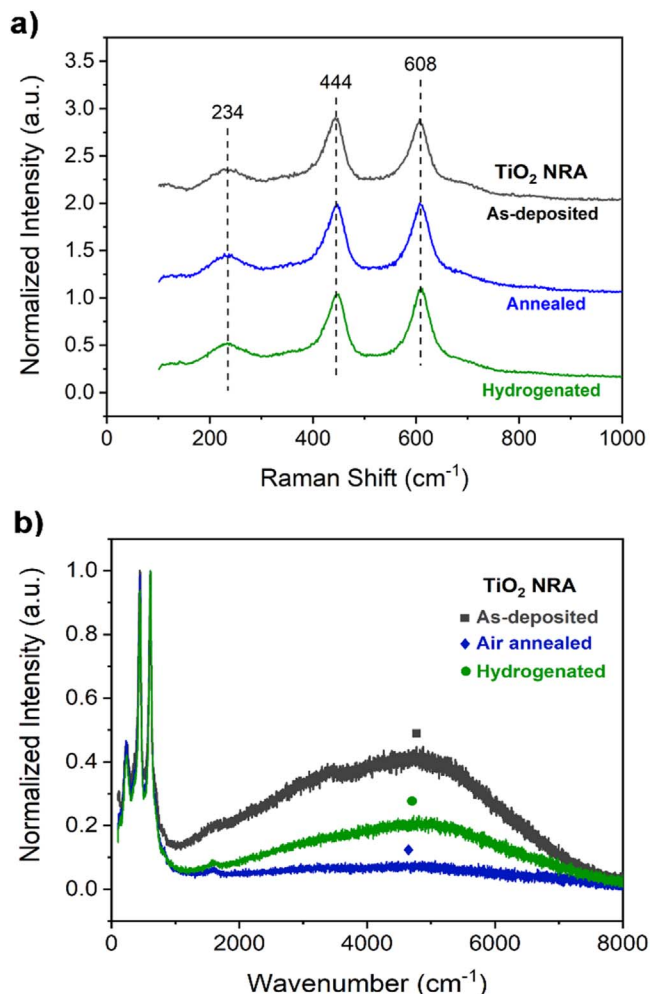 a)
Normalized Intensity (a.u.)
3.5
3.0
2.5
2.0
1.5
1.0
0.5
0.0
234
444
608
TiO₂ NRA
As-deposited
Annealed
Hydrogenated
0
200
400
600
800
1000
Raman Shift (cm⁻¹)
b)
Normalized Intensity (a.u.)
1.0
0.8
0.6
0.4
0.2
0.0
TiO₂ NRA
As-deposited
Air annealed
Hydrogenated
0
2000
4000
6000
8000
Wavenumber (cm⁻¹)